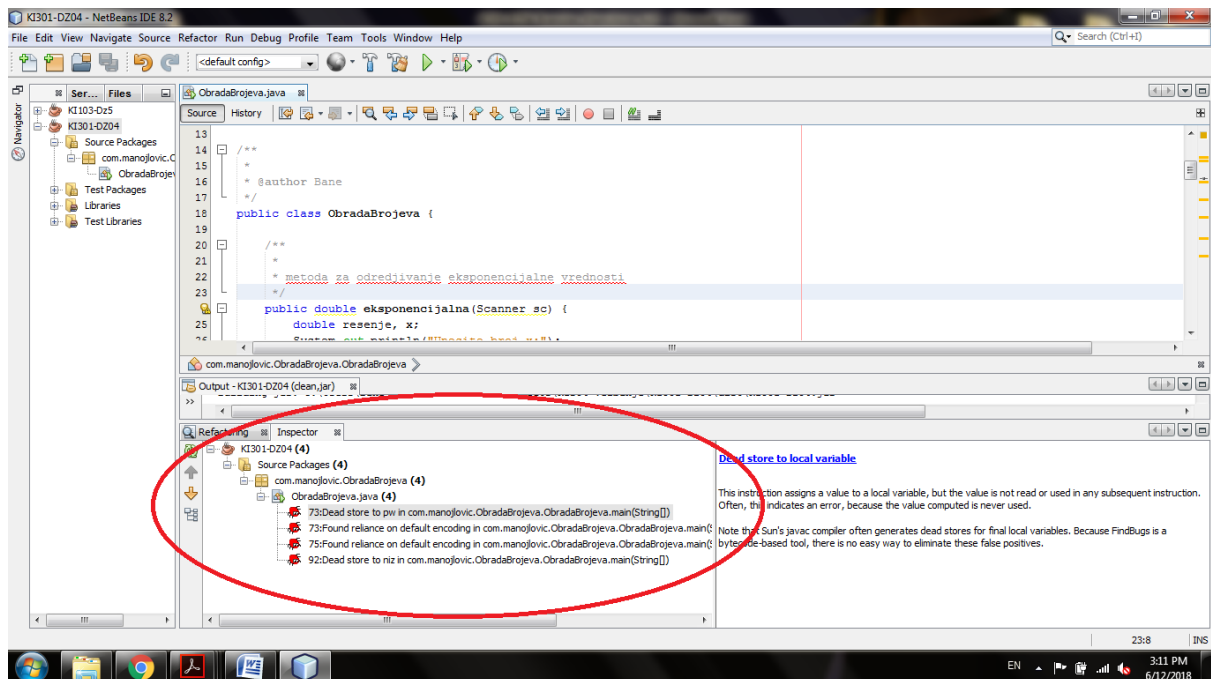 KI301-DZ04 - NetBeans IDE 8.2
File Edit View Navigate Source Refactor Run Debug Profile Team Tools Window Help
Search (Ctrl+I)
<default config>
Ser... Files
Navigator
KI103-Dz5
KI301-DZ04
Source Packages
com.manojlovic.O
ObradaBrojev
Test Packages
Libraries
Test Libraries
ObradaBrojeva.java
Source History
13
14 /**
15 *
16 * @author Bane
17 */
18 public class ObradaBrojeva {
19
20 /**
21 *
22 * metoda za odredjivanje eksponencijalne vrednosti
23 */
public double eksponencijalna(Scanner sc) {
25 double resenje, x;
26 System.out.println("Unesite broj x:");
com.manojlovic.ObradaBrojeva.ObradaBrojeva
Output - KI301-DZ04 (clean,jar)
Refactoring Inspector
KI301-DZ04 (4)
Source Packages (4)
com.manojlovic.ObradaBrojeva (4)
ObradaBrojeva.java (4)
73:Dead store to pw in com.manojlovic.ObradaBrojeva.ObradaBrojeva.main(String[])
73:Found reliance on default encoding in com.manojlovic.ObradaBrojeva.ObradaBrojeva.main(S
75:Found reliance on default encoding in com.manojlovic.ObradaBrojeva.ObradaBrojeva.main(S
92:Dead store to niz in com.manojlovic.ObradaBrojeva.ObradaBrojeva.main(String[])
Dead store to local variable
This instruction assigns a value to a local variable, but the value is not read or used in any subsequent instruction.
Often, this indicates an error, because the value computed is never used.
Note that Sun's javac compiler often generates dead stores for final local variables. Because FindBugs is a
bytecode-based tool, there is no easy way to eliminate these false positives.
23:8 INS
EN
3:11 PM
6/12/2018